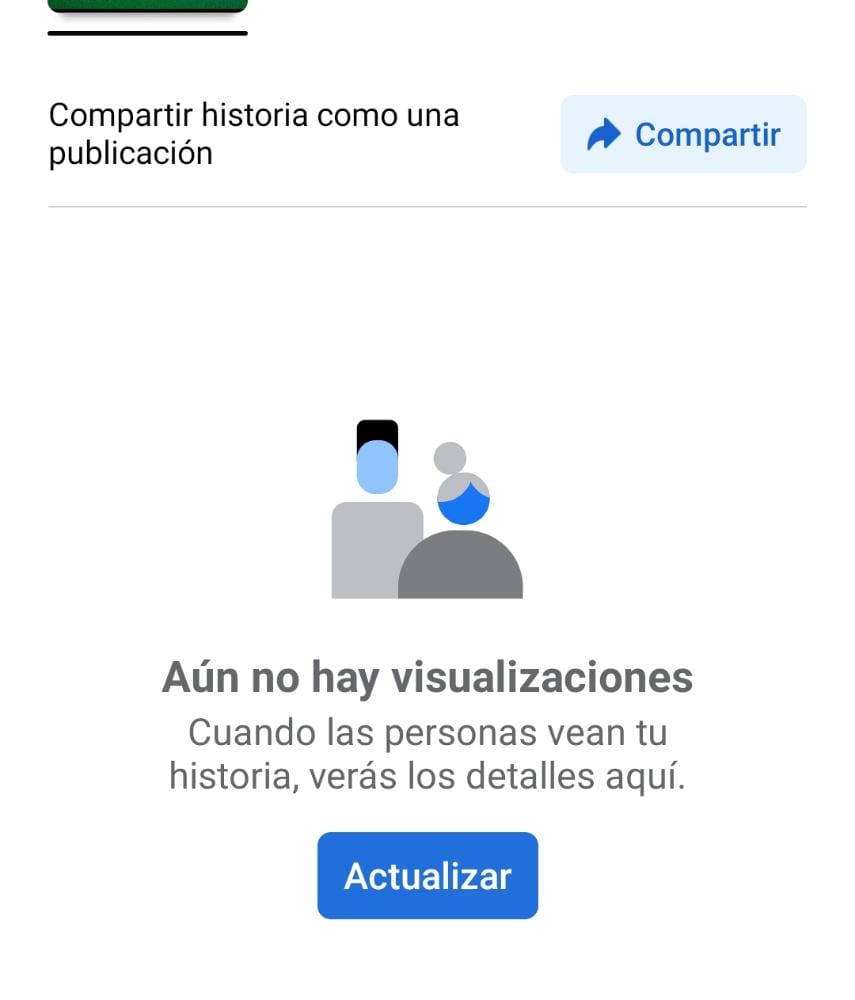 Compartir historia como una
publicación
Compartir
Aún no hay visualizaciones
Cuando las personas vean tu
historia, verás los detalles aquí.
Actualizar